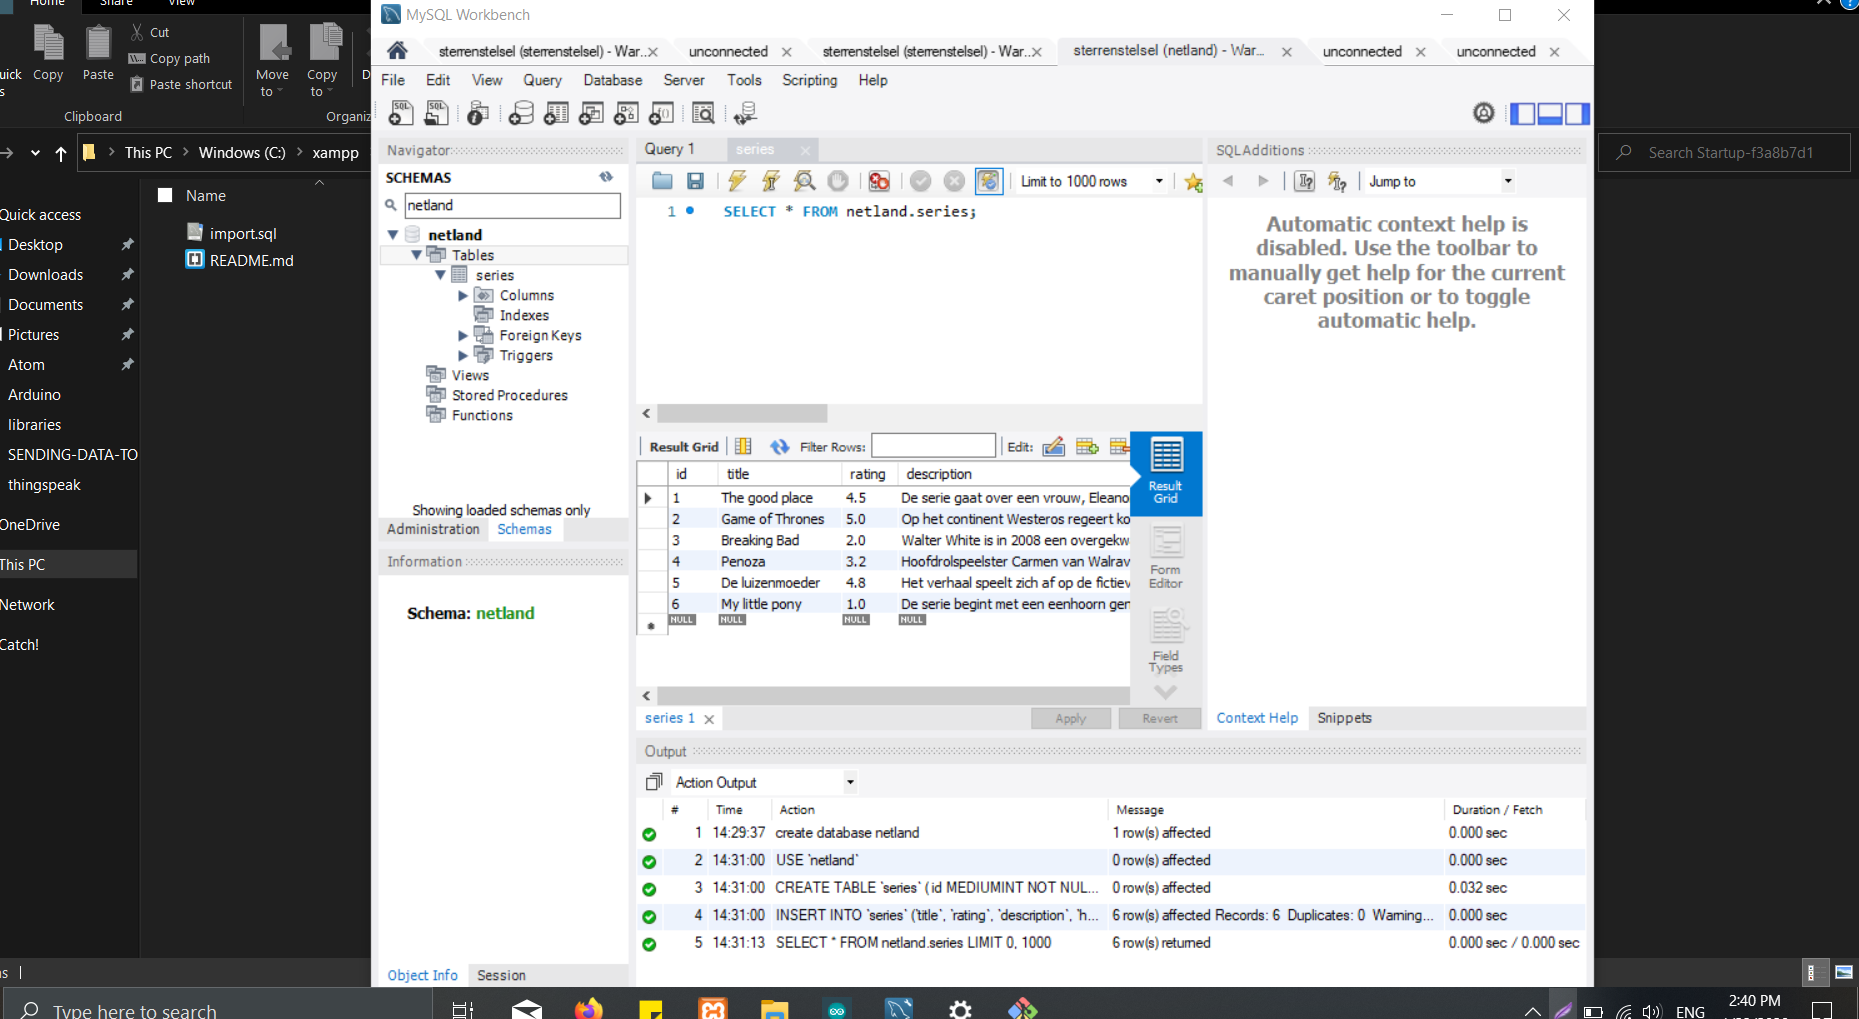 Home
Share
View
Cut
Copy path
Paste shortcut
Copy
Paste
Move
to
Copy
to
Clipboard
This PC
Windows (C:)
xampp
Search Startup-f3a8b7d1
Name
import.sql
README.md
Quick access
Desktop
Downloads
Documents
Pictures
Atom
Arduino
libraries
SENDING-DATA-TO
thingspeak
OneDrive
This PC
Network
Catch!
MySQL Workbench
sterrenstelsel (sterrenstelsel) - War...
unconnected
sterrenstelsel (sterrenstelsel) - War...
sterrenstelsel (netland) - War...
unconnected
unconnected
File
Edit
View
Query
Database
Server
Tools
Scripting
Help
Navigator
SCHEMAS
netland
netland
Tables
series
Columns
Indexes
Foreign Keys
Triggers
Views
Stored Procedures
Functions
Showing loaded schemas only
Administration
Schemas
Information
Schema: netland
Object Info
Session
Query 1
series
Limit to 1000 rows
1
SELECT * FROM netland.series;
Result Grid
Filter Rows:
Edit:
id title rating description
1 The good place 4.5 De serie gaat over een vrouw, Eleano
2 Game of Thrones 5.0 Op het continent Westeros regeert ko
3 Breaking Bad 2.0 Walter White is in 2008 een overgekw
4 Penoza 3.2 Hoofdrolspeelster Carmen van Walrav
5 De luizenmoeder 4.8 Het verhaal speelt zich af op de fictiev
6 My little pony 1.0 De serie begint met een eenhoorn ger
NULL NULL NULL NULL
Result
Grid
Form
Editor
Field
Types
series 1
Apply
Revert
SQLAdditions
Jump to
Automatic context help is
disabled. Use the toolbar to
manually get help for the current
caret position or to toggle
automatic help.
Context Help
Snippets
Output
Action Output
# Time Action Message Duration / Fetch
1 14:29:37 create database netland 1 row(s) affected 0.000 sec
2 14:31:00 USE `netland` 0 row(s) affected 0.000 sec
3 14:31:00 CREATE TABLE `series` ( id MEDIUMINT NOT NUL... 0 row(s) affected 0.032 sec
4 14:31:00 INSERT INTO `series` (`title`, `rating`, `description`, `h... 6 row(s) affected Records: 6 Duplicates: 0 Warning... 0.000 sec
5 14:31:13 SELECT * FROM netland.series LIMIT 0, 1000 6 row(s) returned 0.000 sec / 0.000 sec
Type here to search
ENG
2:40 PM